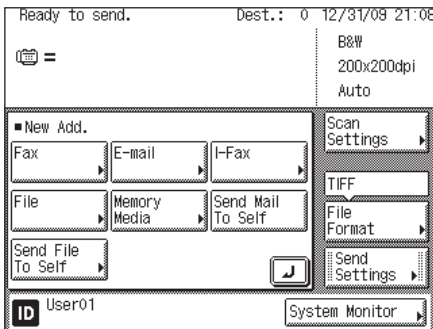 Ready to send. Dest.: 0 12/31/09 21:08
=
B&W
200x200dpi
Auto
■New Add.
Fax
E-mail
I-Fax
File
Memory
Media
Send Mail
To Self
Send File
To Self
Scan
Settings
TIFF
File
Format
Send
Settings
ID User01
System Monitor